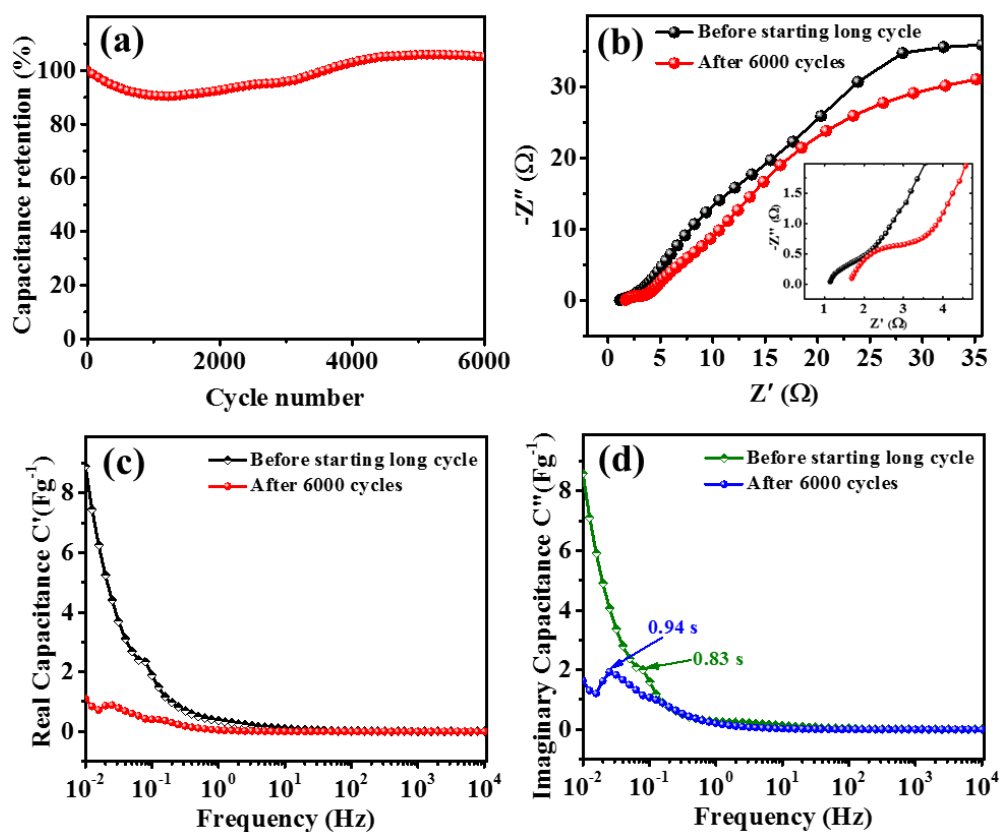 (a)
Capacitance retention (%)
120
100
80
60
40
20
0
0 2000 4000 6000
Cycle number
(b)
Before starting long cycle
After 6000 cycles
-Z″ (Ω)
30
20
10
0
0 5 10 15 20 25 30 35
Z′ (Ω)
-Z″ (Ω)
1.5
1.0
0.5
0.0
1 2 3 4
Z′ (Ω)
(c)
Before starting long cycle
After 6000 cycles
Real Capacitance C'(Fg⁻¹)
8
6
4
2
0
10⁻² 10⁻¹ 10⁰ 10¹ 10² 10³ 10⁴
Frequency (Hz)
(d)
Before starting long cycle
After 6000 cycles
Imaginary Capacitance C"(Fg⁻¹)
8
6
4
2
0
0.94 s
0.83 s
10⁻² 10⁻¹ 10⁰ 10¹ 10² 10³ 10⁴
Frequency (Hz)